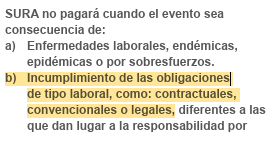 SURA no pagará cuando el evento sea
consecuencia de:
a) Enfermedades laborales, endémicas,
epidémicas o por sobresfuerzos.
b) Incumplimiento de las obligaciones
de tipo laboral, como: contractuales,
convencionales o legales, diferentes a las
que dan lugar a la responsabilidad por